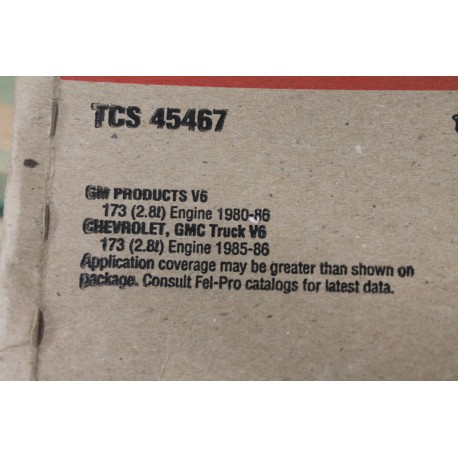 TCS 45467
GM PRODUCTS V6
173 (2.8ℓ) Engine 1980-86
CHEVROLET, GMC Truck V6
173 (2.8ℓ) Engine 1985-86
Application coverage may be greater than shown on
package. Consult Fel-Pro catalogs for latest data.